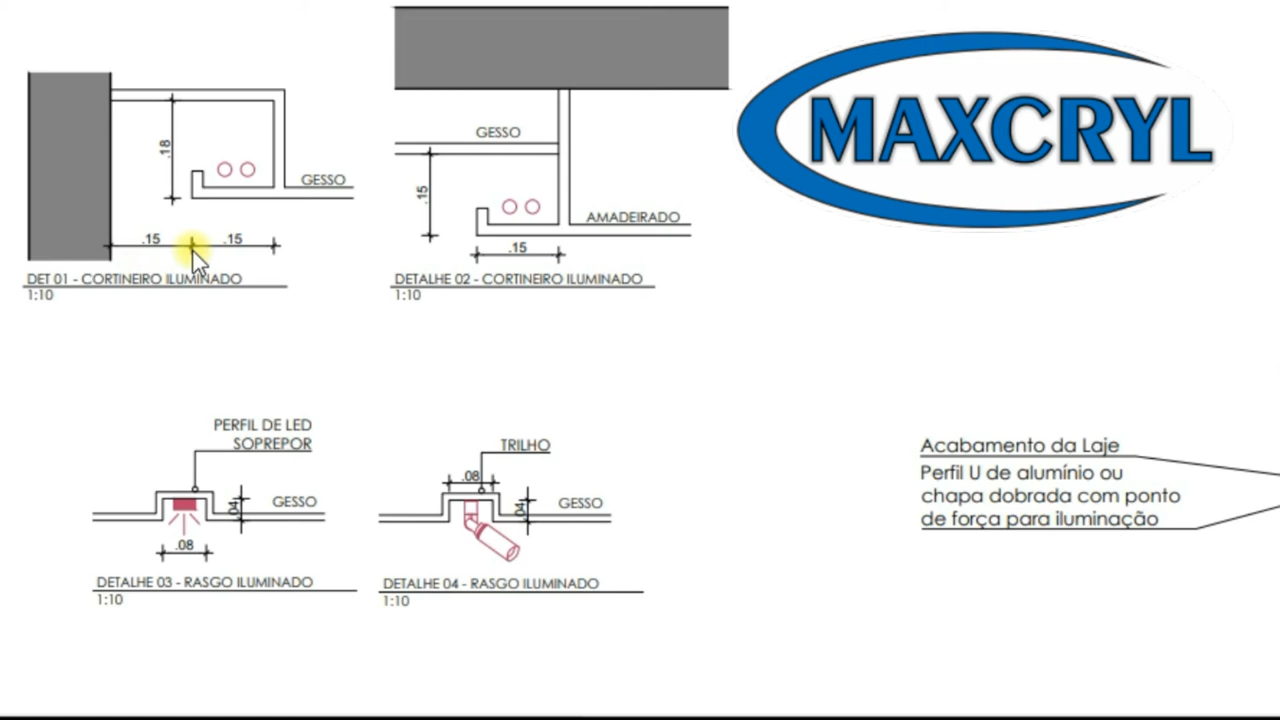 GESSO
.18
.15
.15
DET 01 - CORTINEIRO ILUMINADO
1:10
GESSO
.15
AMADEIRADO
.15
DETALHE 02 - CORTINEIRO ILUMINADO
1:10
MAXCRYL
PERFIL DE LED
SOPREPOR
GESSO
.04
.08
DETALHE 03 - RASGO ILUMINADO
1:10
TRILHO
.08
GESSO
.04
DETALHE 04 - RASGO ILUMINADO
1:10
Acabamento da Laje
Perfil U de alumínio ou
chapa dobrada com ponto
de força para iluminação